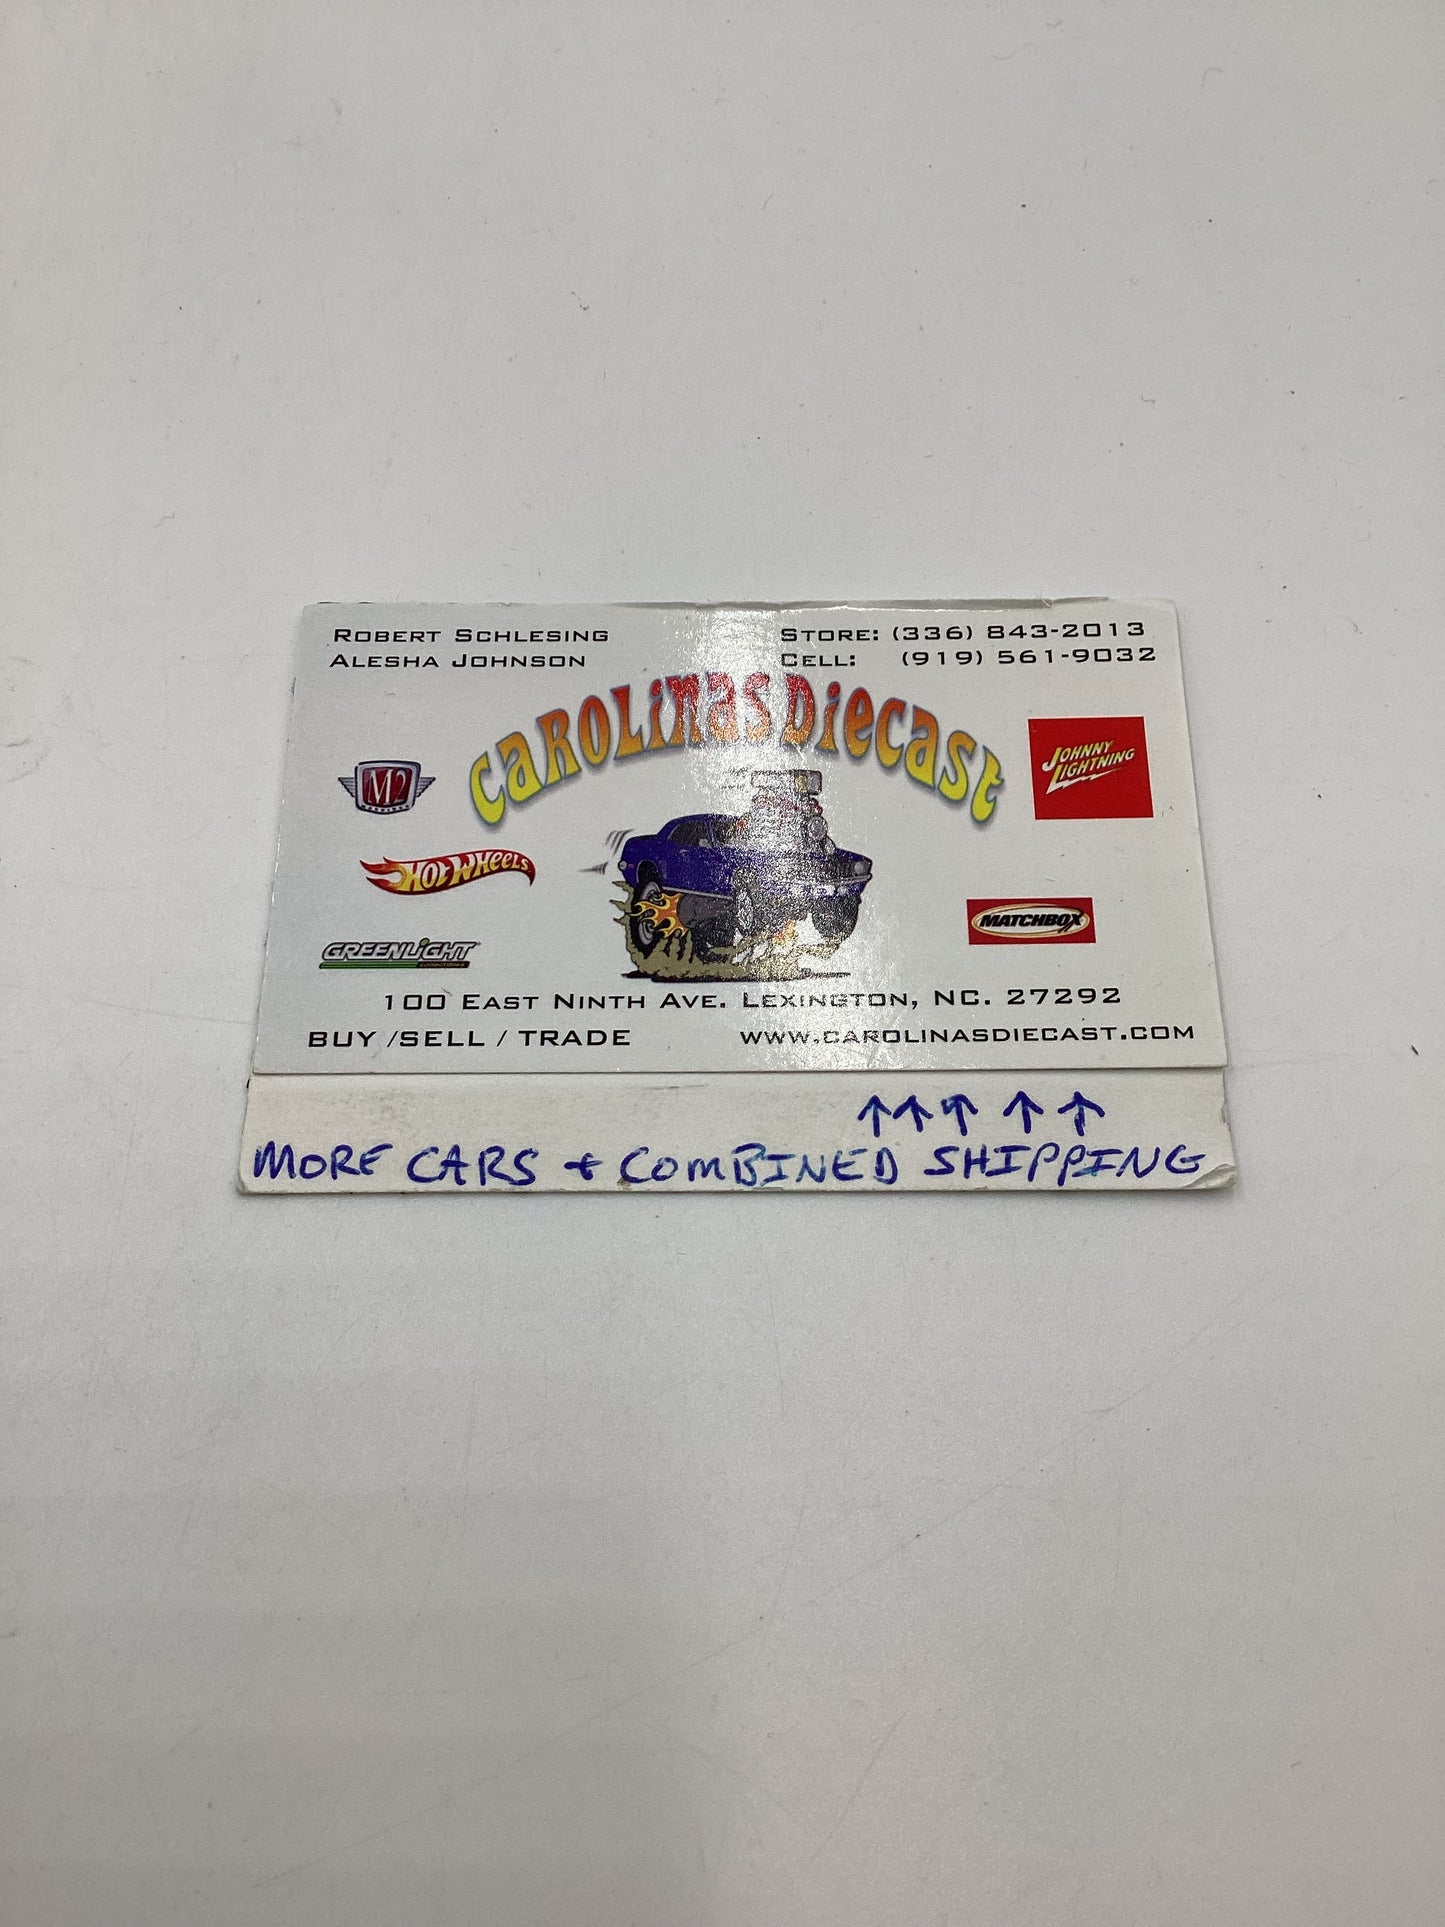 ROBERT SCHLESING
ALESHA JOHNSON
STORE: (336) 843-2013
CELL: (919) 561-9032
CAROLINAS DIECAST
M2
MACHINES
JOHNNY
LIGHTNING
HOT WHEELS
MATCHBOX
GREENLIGHT
COLLECTIBLES
100 EAST NINTH AVE. LEXINGTON, NC. 27292
BUY /SELL / TRADE
WWW.CAROLINASDIECAST.COM
↑↑↑↑↑
MORE CARS + COMBINED SHIPPING